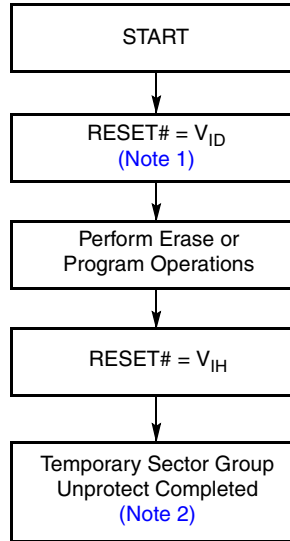 START
RESET# = V_ID
(Note 1)
Perform Erase or
Program Operations
RESET# = V_IH
Temporary Sector Group
Unprotect Completed
(Note 2)